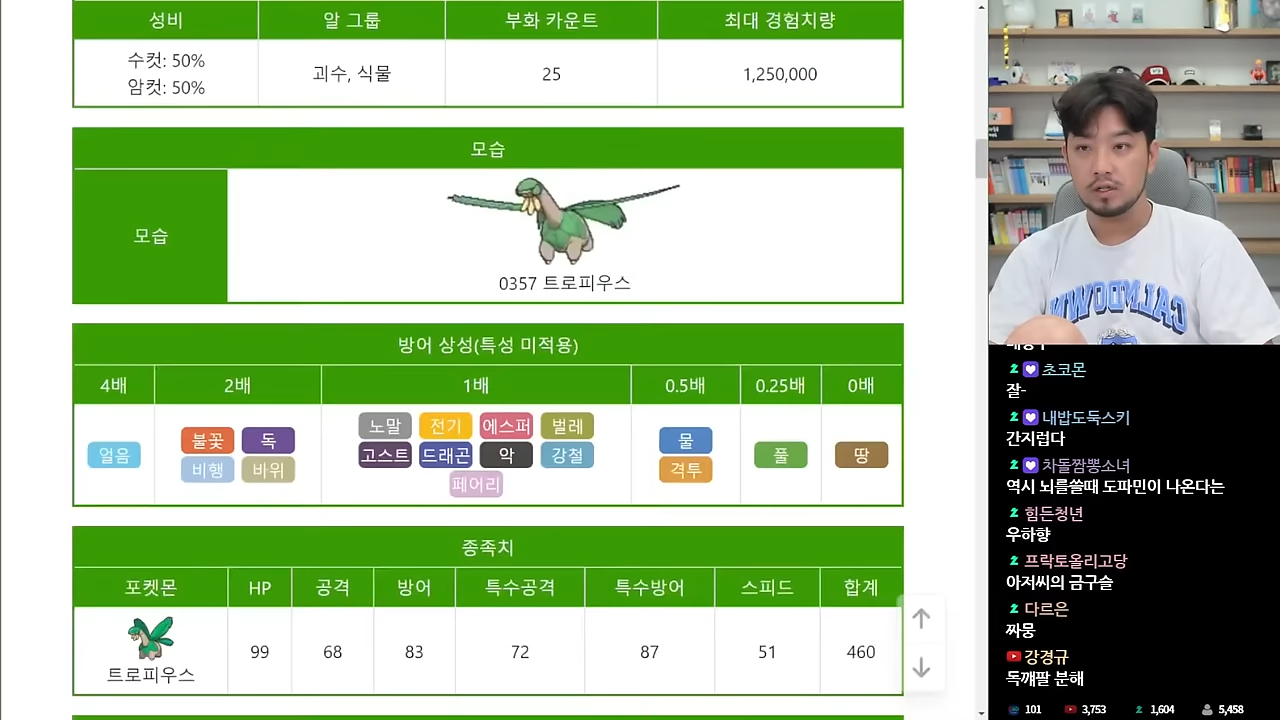 성비 알 그룹 부화 카운트 최대 경험치량
수컷: 50%
암컷: 50%
괴수, 식물 25 1,250,000
모습
모습
0357 트로피우스
방어 상성(특성 미적용)
4배 2배 1배 0.5배 0.25배 0배
얼음
불꽃 독
비행 바위
노말 전기 에스퍼 벌레
고스트 드래곤 악 강철
페어리
물
격투
풀
땅
종족치
포켓몬 HP 공격 방어 특수공격 특수방어 스피드 합계
트로피우스 99 68 83 72 87 51 460
CALMDOWN
초코몬
잘-
내밥도둑스키
간지럽다
차돌짬뽕소녀
역시 뇌를쓸때 도파민이 나온다는
힘든청년
우하향
프락토올리고당
아저씨의 금구슬
다르은
짜뭉
강경규
독깨팔 분해
101 3,753 1,604 5,458